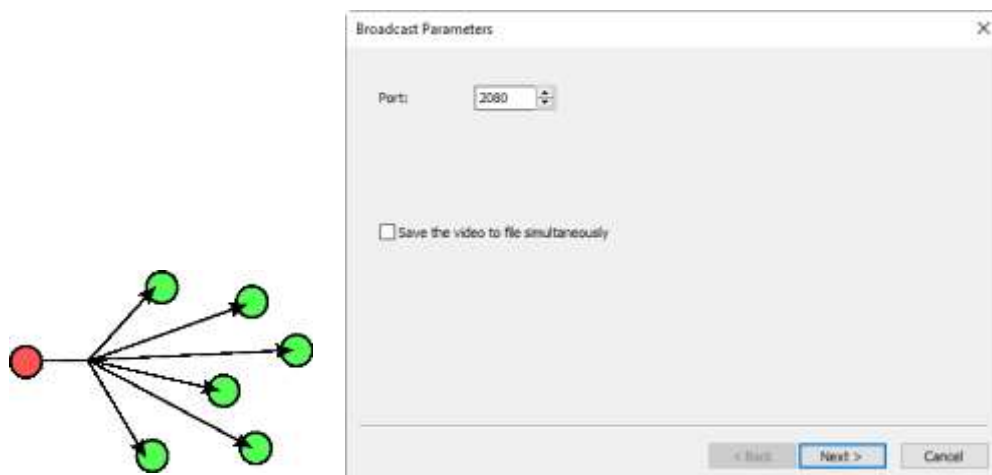 Broadcast Parameters
Port: 2080
Save the video to file simultaneously
< Back Next > Cancel